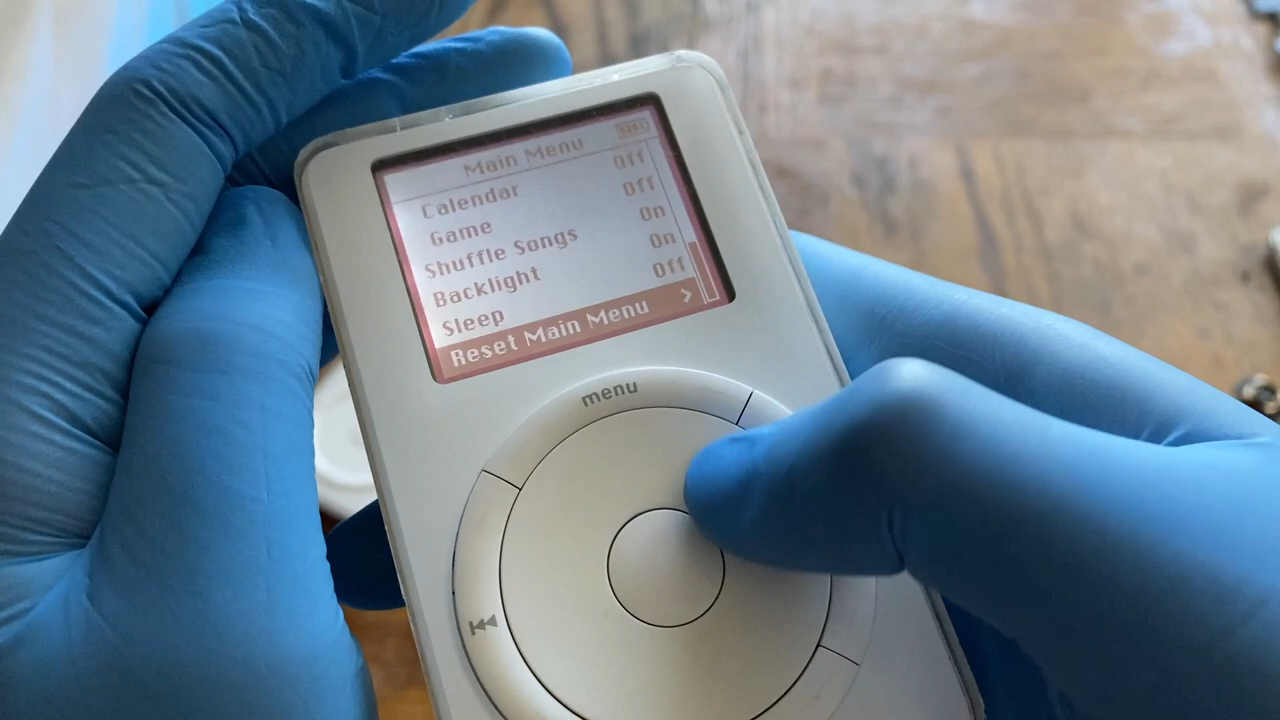 Main Menu
Calendar Off
Game Off
Shuffle Songs On
Backlight On
Sleep Off
Reset Main Menu >
menu